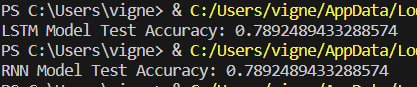 PS C:\Users\vigne> & C:/Users/vigne/AppData/Lo
LSTM Model Test Accuracy: 0.7892489433288574
PS C:\Users\vigne> & C:/Users/vigne/AppData/Lo
RNN Model Test Accuracy: 0.7892489433288574